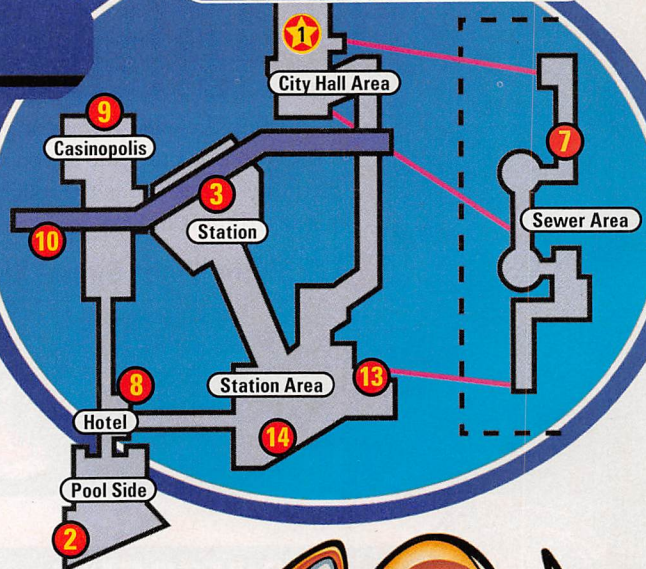 1
City Hall Area
9
Casinopolis
7
3
Station
Sewer Area
10
8
Station Area
13
Hotel
14
Pool Side
2